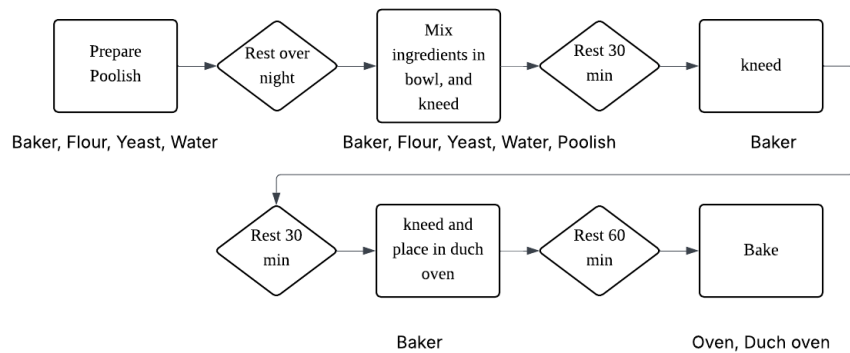 Prepare
Poolish
Rest over
night
Mix
ingredients in
bowl, and
kneed
Rest 30
min
kneed
Baker, Flour, Yeast, Water
Baker, Flour, Yeast, Water, Poolish
Baker
Rest 30
min
kneed and
place in duch
oven
Rest 60
min
Bake
Baker
Oven, Duch oven